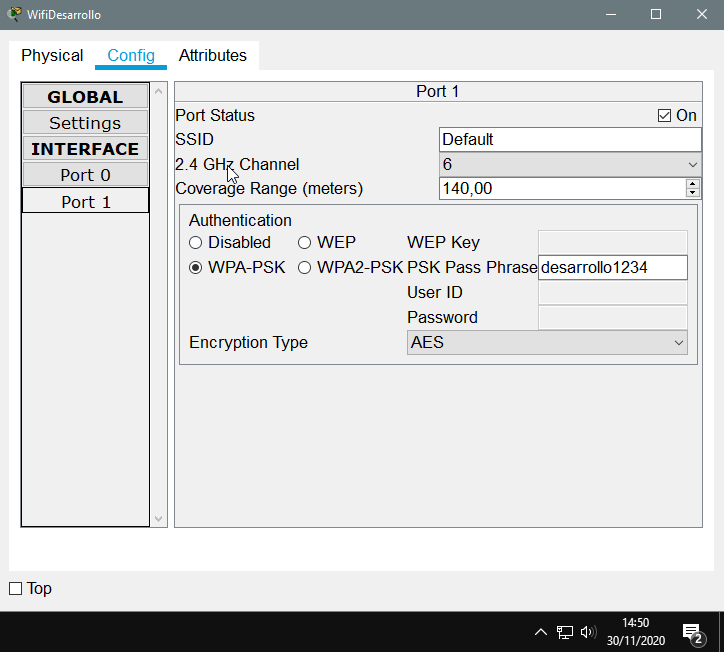 WifiDesarrollo
Physical Config Attributes
GLOBAL
Settings
INTERFACE
Port 0
Port 1
Port 1
Port Status On
SSID Default
2.4 GHz Channel 6
Coverage Range (meters) 140,00
Authentication
Disabled WEP WEP Key
WPA-PSK WPA2-PSK PSK Pass Phrase desarrollo1234
User ID
Password
Encryption Type AES
Top
14:50
30/11/2020
2